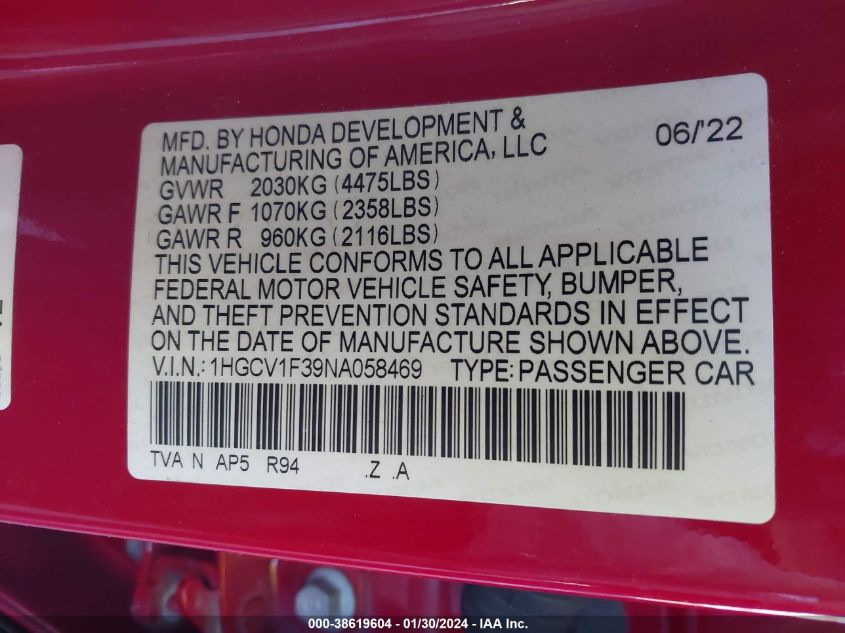 MFD. BY HONDA DEVELOPMENT &
MANUFACTURING OF AMERICA, LLC 06/'22
GVWR 2030KG (4475LBS)
GAWR F 1070KG (2358LBS)
GAWR R 960KG (2116LBS)
THIS VEHICLE CONFORMS TO ALL APPLICABLE
FEDERAL MOTOR VEHICLE SAFETY, BUMPER,
AND THEFT PREVENTION STANDARDS IN EFFECT
ON THE DATE OF MANUFACTURE SHOWN ABOVE.
V.I.N.: 1HGCV1F39NA058469 TYPE: PASSENGER CAR
TVA N AP5 R94 .Z .A
000-38619604 - 01/30/2024 - IAA Inc.